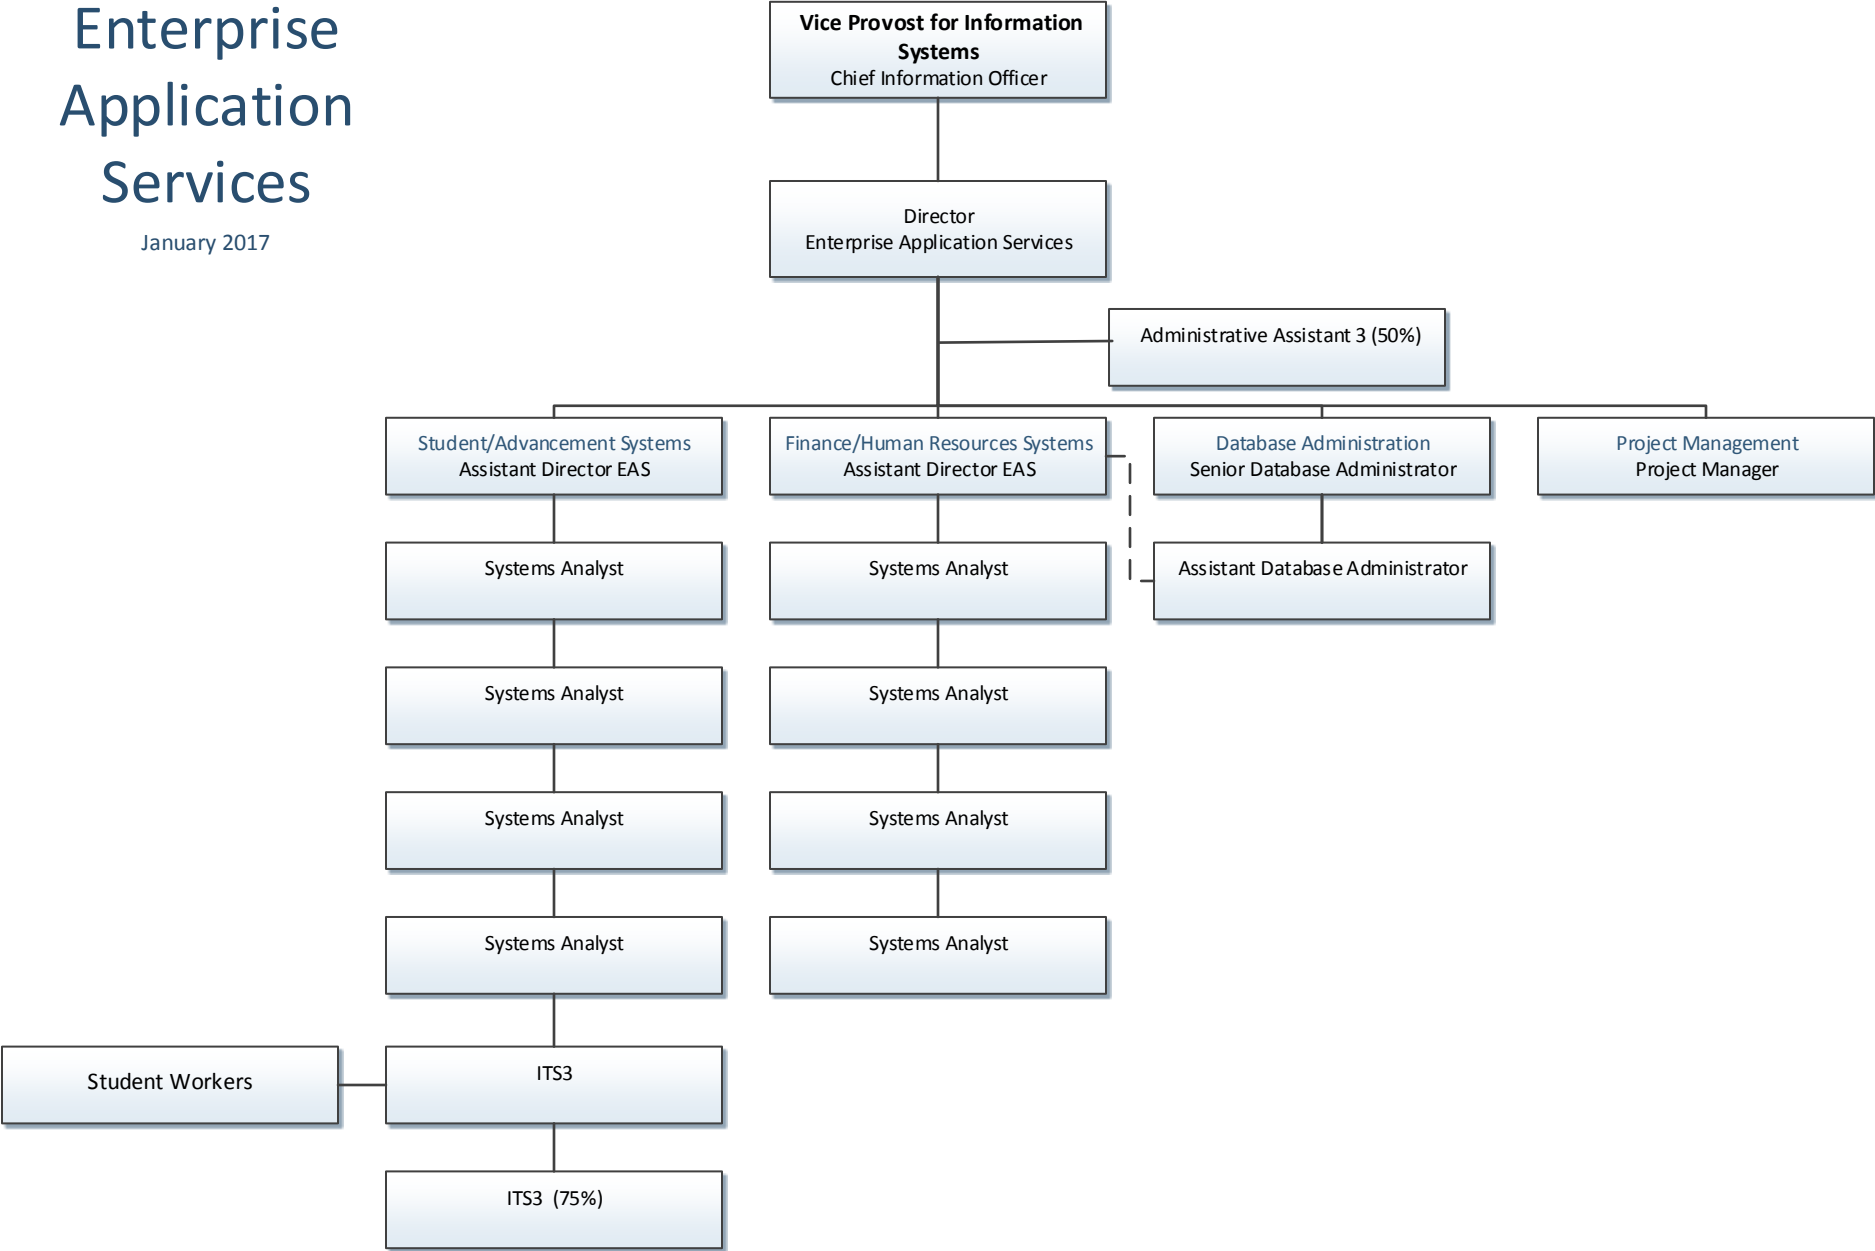 Enterprise
Application
Services
January 2017
Vice Provost for Information
Systems
Chief Information Officer
Director
Enterprise Application Services
Administrative Assistant 3 (50%)
Student/Advancement Systems
Assistant Director EAS
Finance/Human Resources Systems
Assistant Director EAS
Database Administration
Senior Database Administrator
Project Management
Project Manager
Systems Analyst
Systems Analyst
Assistant Database Administrator
Systems Analyst
Systems Analyst
Systems Analyst
Systems Analyst
Systems Analyst
Systems Analyst
Student Workers
ITS3
ITS3 (75%)